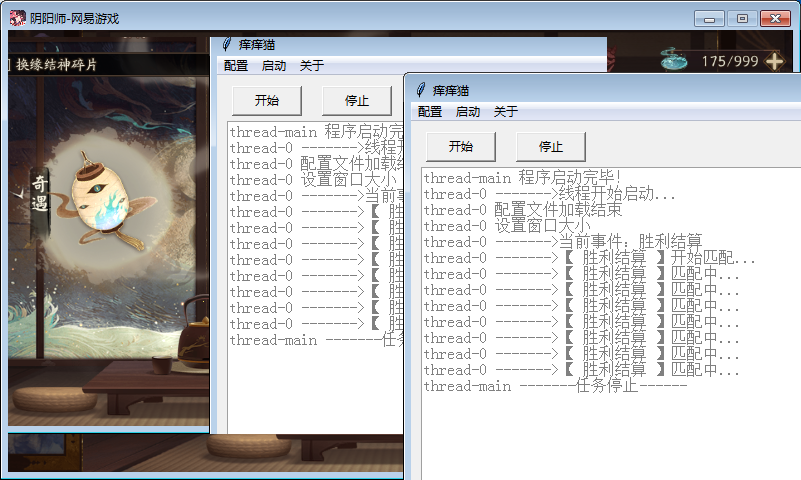 阴阳师-网易游戏
换缘结神碎片
175/999
奇遇
痒痒猫
配置 启动 关于
开始 停止
thread-main 程序启动完
thread-0 ------->线程开
thread-0 配置文件加载结
thread-0 设置窗口大小
thread-0 ------->当前事
thread-0 ------->【 胜
thread-0 ------->【 胜
thread-0 ------->【 胜
thread-0 ------->【 胜
thread-0 ------->【 胜
thread-0 ------->【 胜
thread-0 ------->【 胜
thread-0 ------->【 胜
thread-main -------任务
痒痒猫
配置 启动 关于
开始 停止
thread-main 程序启动完毕!
thread-0 ------->线程开始启动...
thread-0 配置文件加载结束
thread-0 设置窗口大小
thread-0 ------->当前事件：胜利结算
thread-0 ------->【 胜利结算 】开始匹配...
thread-0 ------->【 胜利结算 】匹配中...
thread-0 ------->【 胜利结算 】匹配中...
thread-0 ------->【 胜利结算 】匹配中...
thread-0 ------->【 胜利结算 】匹配中...
thread-0 ------->【 胜利结算 】匹配中...
thread-0 ------->【 胜利结算 】匹配中...
thread-0 ------->【 胜利结算 】匹配中...
thread-main -------任务停止------